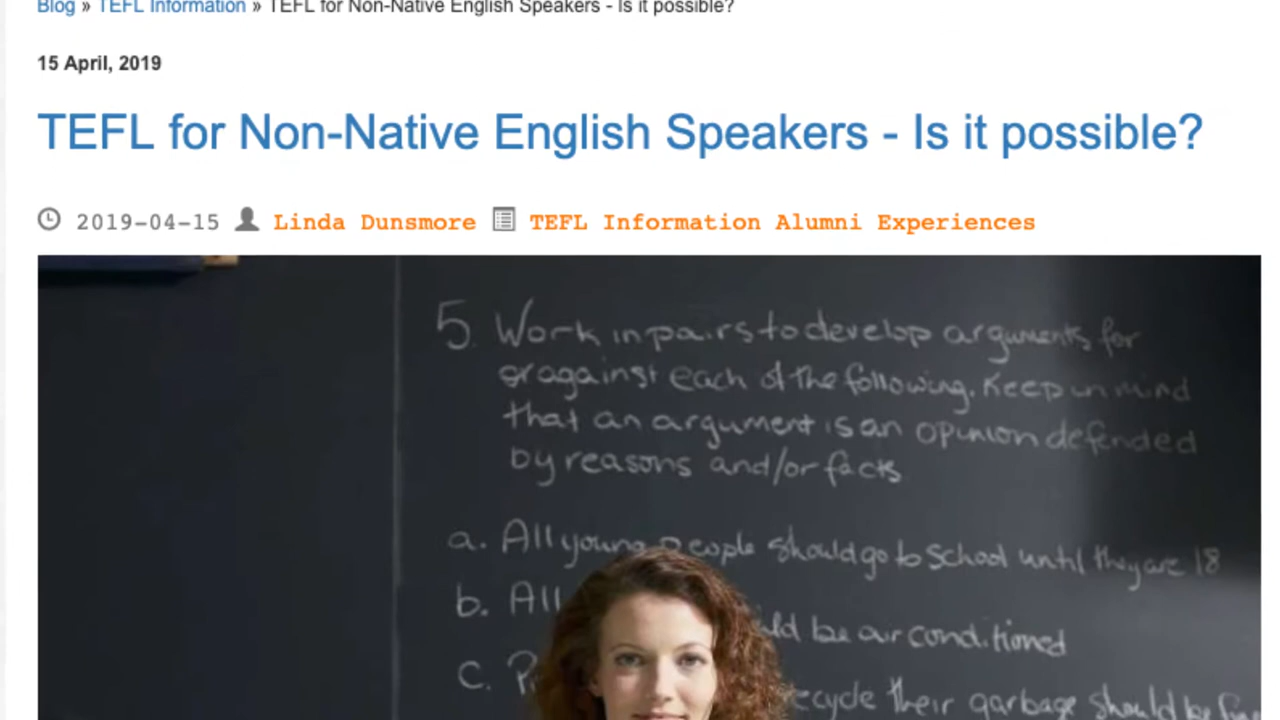 Blog » TEFL Information » TEFL for Non-Native English Speakers - Is it possible?
15 April, 2019
TEFL for Non-Native English Speakers - Is it possible?
2019-04-15 Linda Dunsmore TEFL Information Alumni Experiences
5. Work in pairs to develop arguments for
or against each of the following. Keep in mind
that an argument is an opinion defended
by reasons and/or facts
a. All young people should go to school until they are 18
b. All be air conditioned
c. their garbage should be